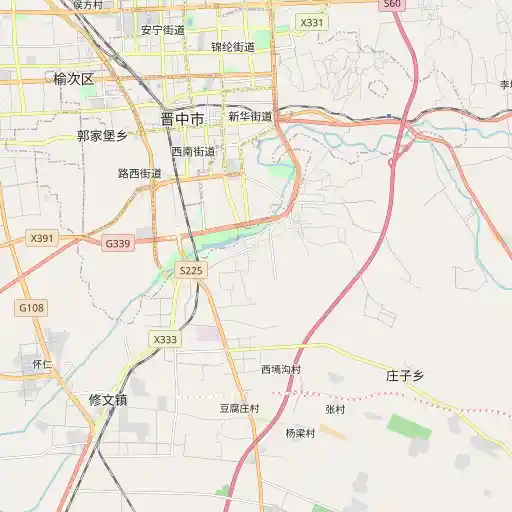 侯方村
S60
安宁街道
X331
锦纶街道
榆次区
晋中市
新华街道
郭家堡乡
西南街道
路西街道
X391
G339
S225
G108
X333
怀仁
西墕沟村
庄子乡
修文镇
豆腐庄村
张村
杨梁村